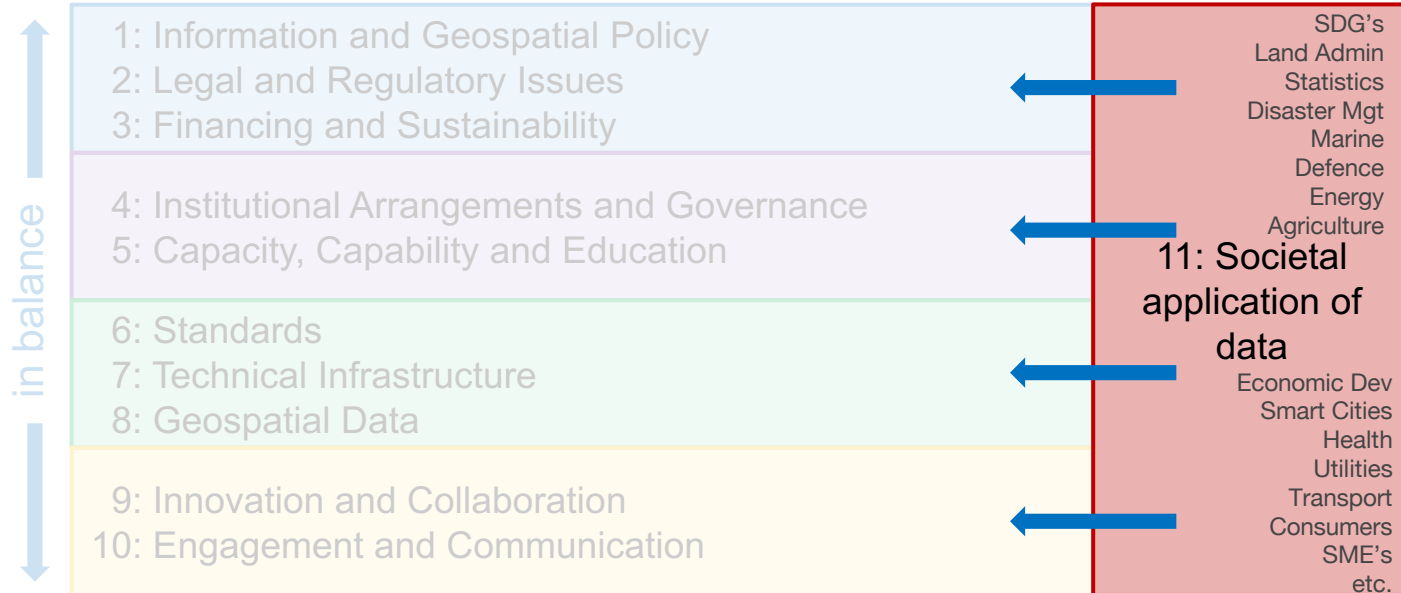 in balance
1: Information and Geospatial Policy
2: Legal and Regulatory Issues
3: Financing and Sustainability
4: Institutional Arrangements and Governance
5: Capacity, Capability and Education
6: Standards
7: Technical Infrastructure
8: Geospatial Data
9: Innovation and Collaboration
10: Engagement and Communication
SDG's
Land Admin
Statistics
Disaster Mgt
Marine
Defence
Energy
Agriculture
11: Societal
application of
data
Economic Dev
Smart Cities
Health
Utilities
Transport
Consumers
SME's
etc.